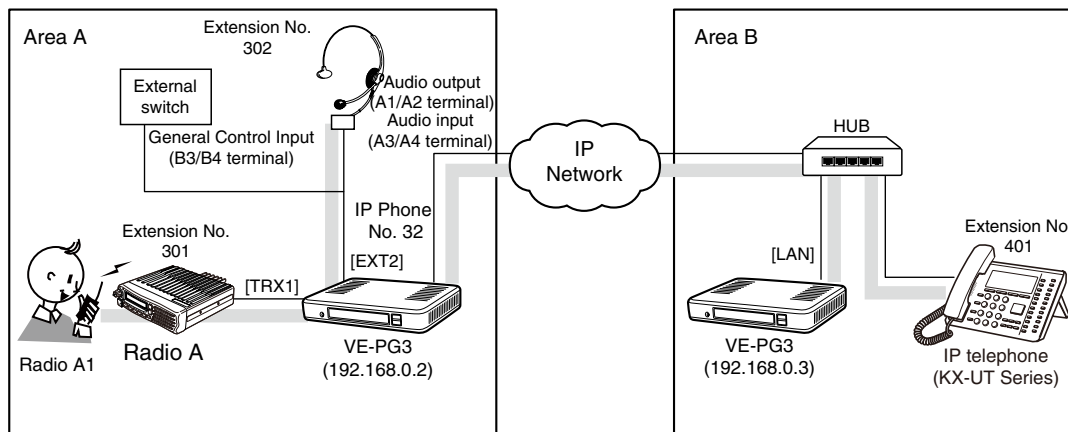 Area A
Extension No.
302
External
switch
Audio output
(A1/A2 terminal)
Audio input
(A3/A4 terminal)
General Control Input
(B3/B4 terminal)
IP Phone
No. 32
Extension No.
301
[EXT2]
[TRX1]
Radio A1
Radio A
VE-PG3
(192.168.0.2)
IP
Network
Area B
HUB
Extension No.
401
[LAN]
VE-PG3
(192.168.0.3)
IP telephone
(KX-UT Series)